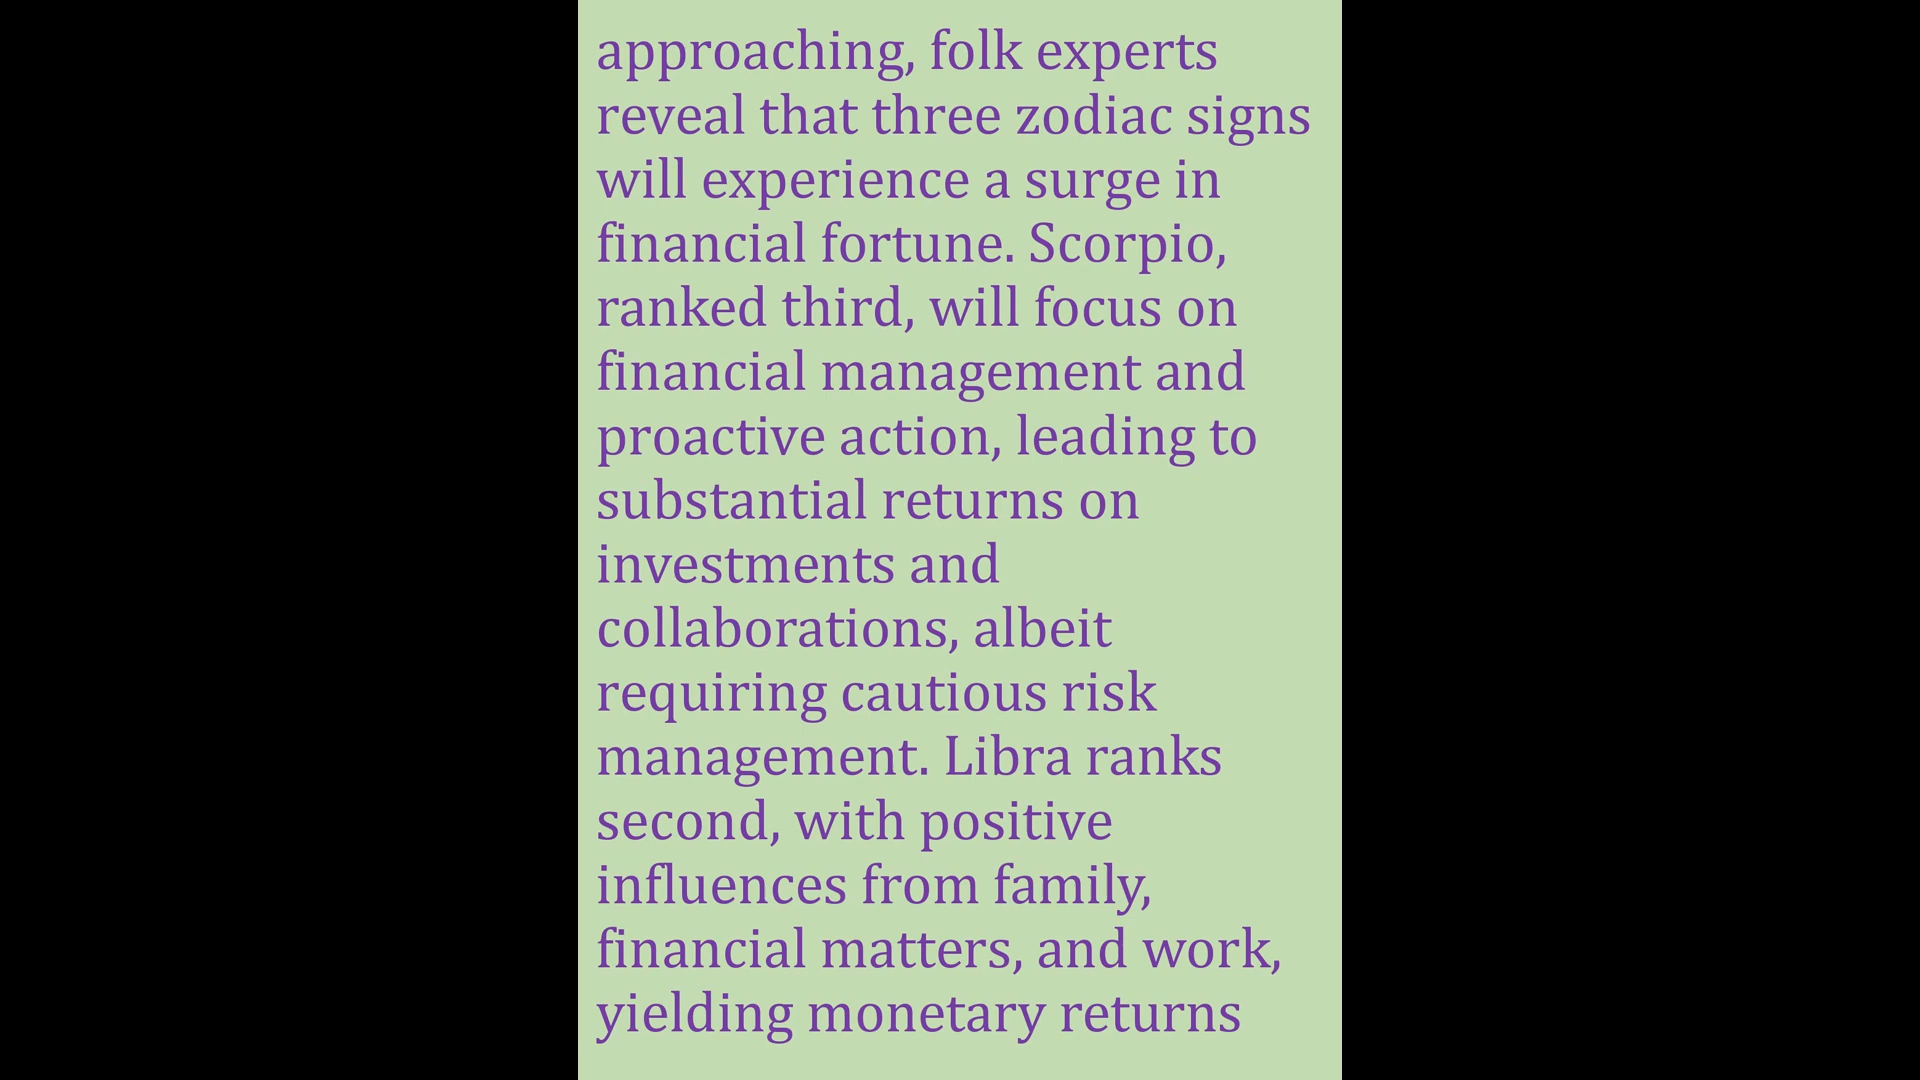 approaching, folk experts
reveal that three zodiac signs
will experience a surge in
financial fortune. Scorpio,
ranked third, will focus on
financial management and
proactive action, leading to
substantial returns on
investments and
collaborations, albeit
requiring cautious risk
management. Libra ranks
second, with positive
influences from family,
financial matters, and work,
yielding monetary returns